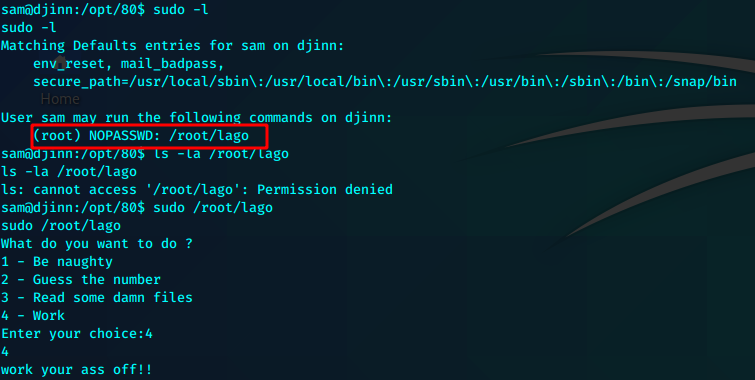 sam@djinn:/opt/80$ sudo -l
sudo -l
Matching Defaults entries for sam on djinn:
    env_reset, mail_badpass,
    secure_path=/usr/local/sbin\:/usr/local/bin\:/usr/sbin\:/usr/bin\:/sbin\:/bin\:/snap/bin
Home
User sam may run the following commands on djinn:
    (root) NOPASSWD: /root/lago
sam@djinn:/opt/80$ ls -la /root/lago
ls -la /root/lago
ls: cannot access '/root/lago': Permission denied
sam@djinn:/opt/80$ sudo /root/lago
sudo /root/lago
What do you want to do ?
1 - Be naughty
2 - Guess the number
3 - Read some damn files
4 - Work
Enter your choice:4
4
work your ass off!!